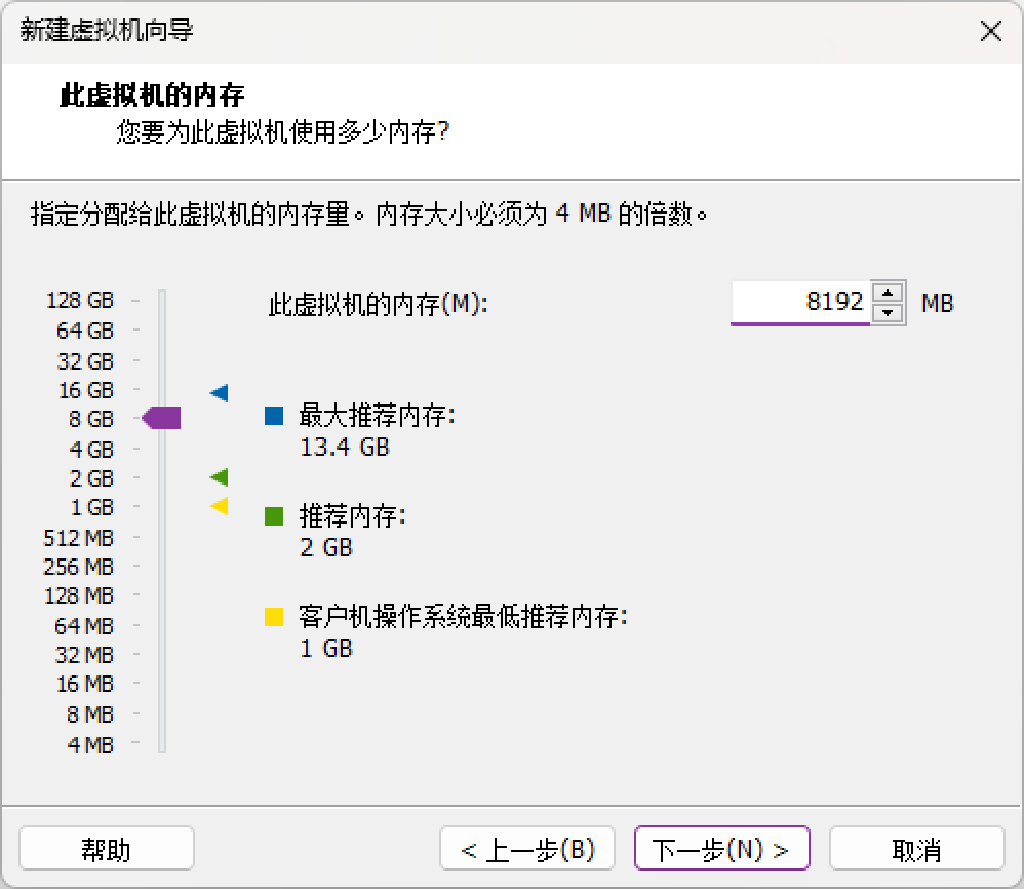 新建虚拟机向导
此虚拟机的内存
您要为此虚拟机使用多少内存?
指定分配给此虚拟机的内存量。内存大小必须为 4 MB 的倍数。
128 GB
64 GB
32 GB
16 GB
8 GB
4 GB
2 GB
1 GB
512 MB
256 MB
128 MB
64 MB
32 MB
16 MB
8 MB
4 MB
此虚拟机的内存(M): 8192 MB
最大推荐内存:
13.4 GB
推荐内存:
2 GB
客户机操作系统最低推荐内存:
1 GB
帮助 < 上一步(B) 下一步(N) > 取消